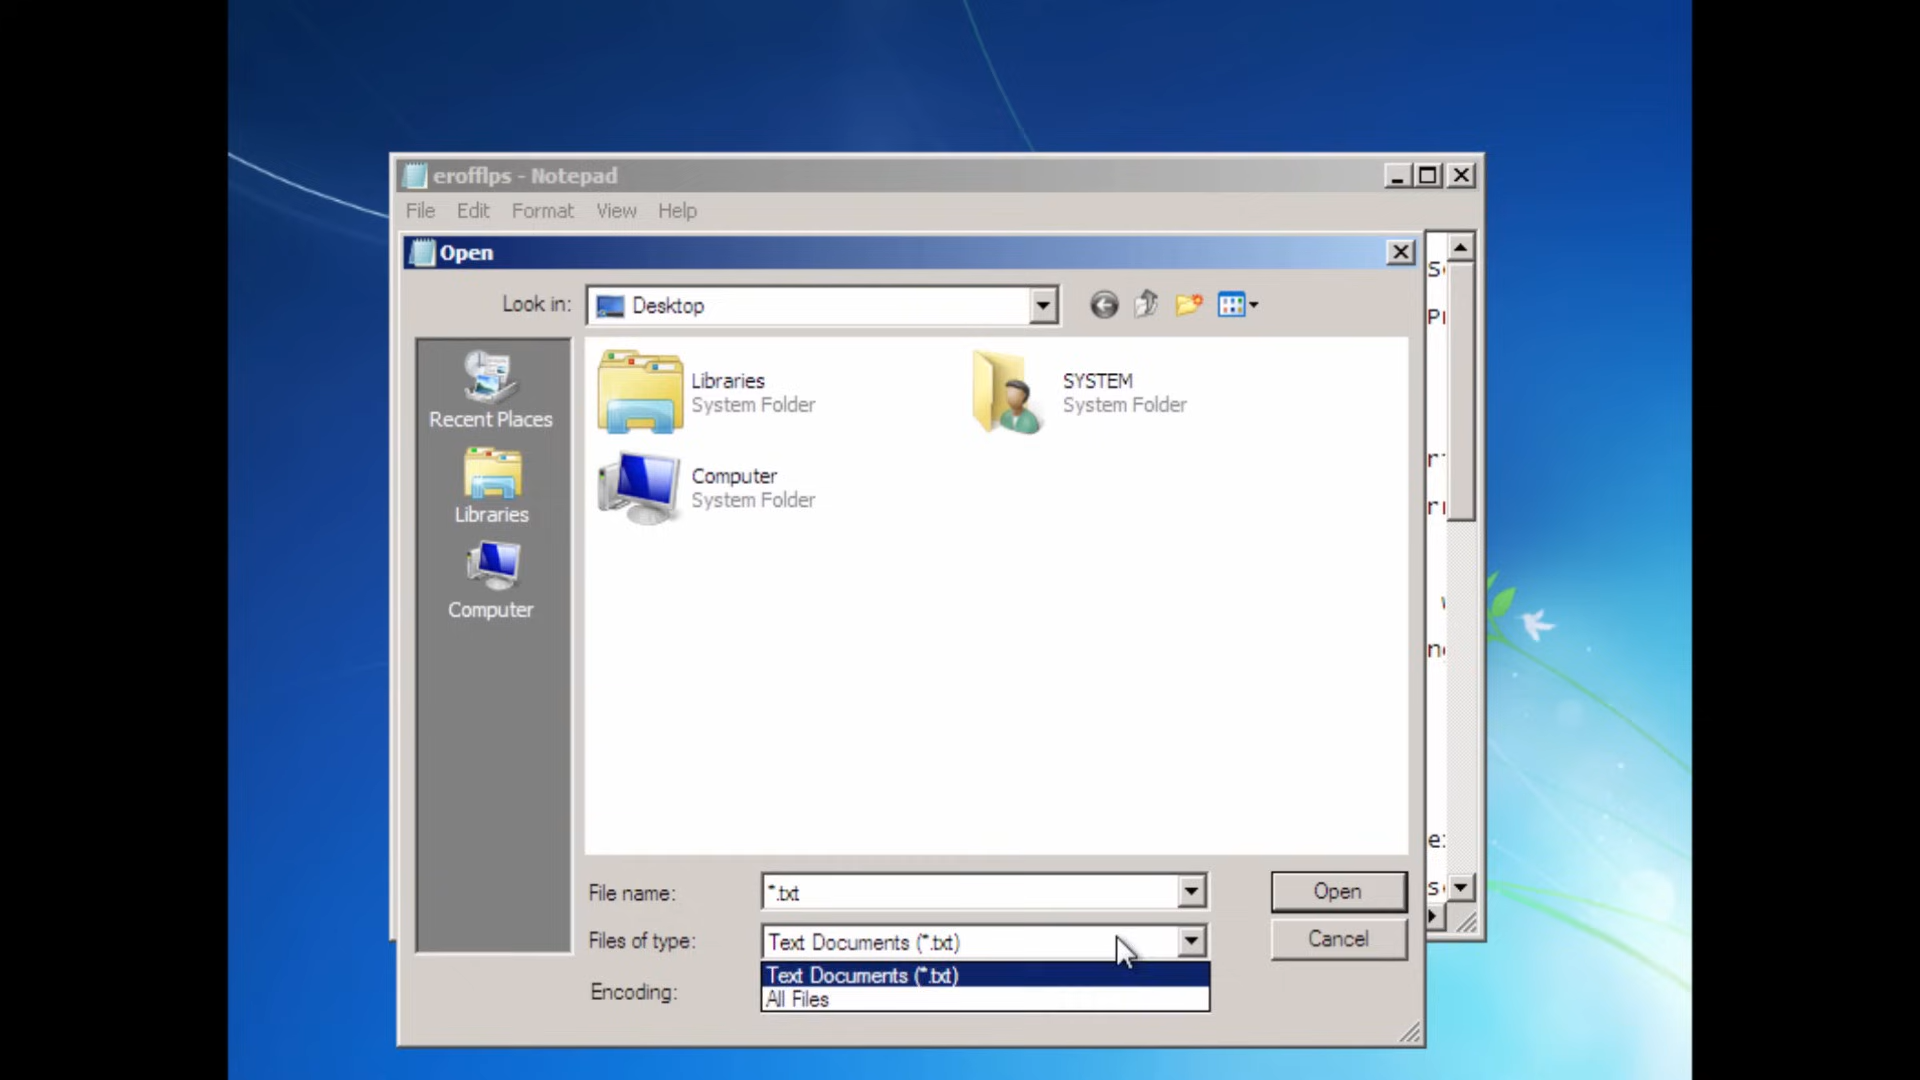 erofflps - Notepad
File Edit Format View Help
Open
Look in: Desktop
Recent Places
Libraries
Computer
Libraries
System Folder
SYSTEM
System Folder
Computer
System Folder
File name: *.txt
Open
Files of type: Text Documents (*.txt)
Cancel
Text Documents (*.txt)
All Files
Encoding: